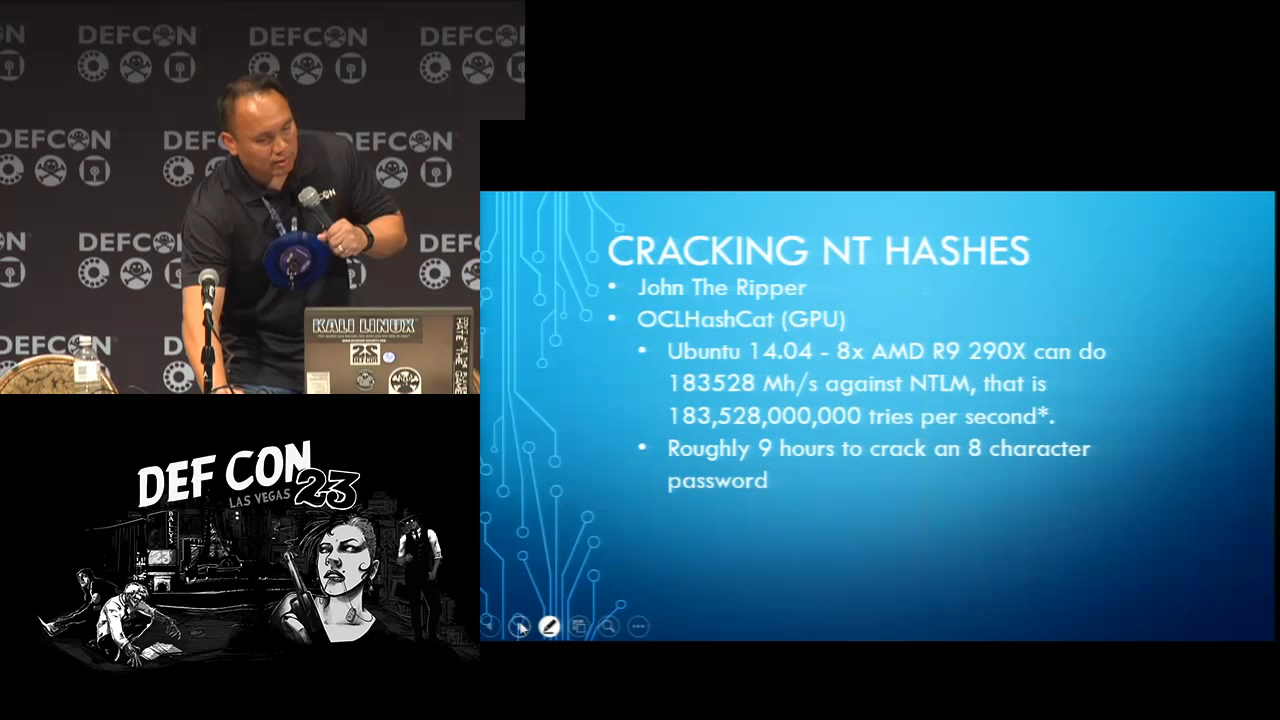 DEFCON DEFCON DEFCON
DEFCON DEFCON DEFCON
DEFCON
KALI LINUX
CRACKING NT HASHES
• John The Ripper
• OCLHashCat (GPU)
• Ubuntu 14.04 - 8x AMD R9 290X can do
183528 Mh/s against NTLM, that is
183,528,000,000 tries per second*.
• Roughly 9 hours to crack an 8 character
password
DEF CON
LAS VEGAS 23
BALLYS